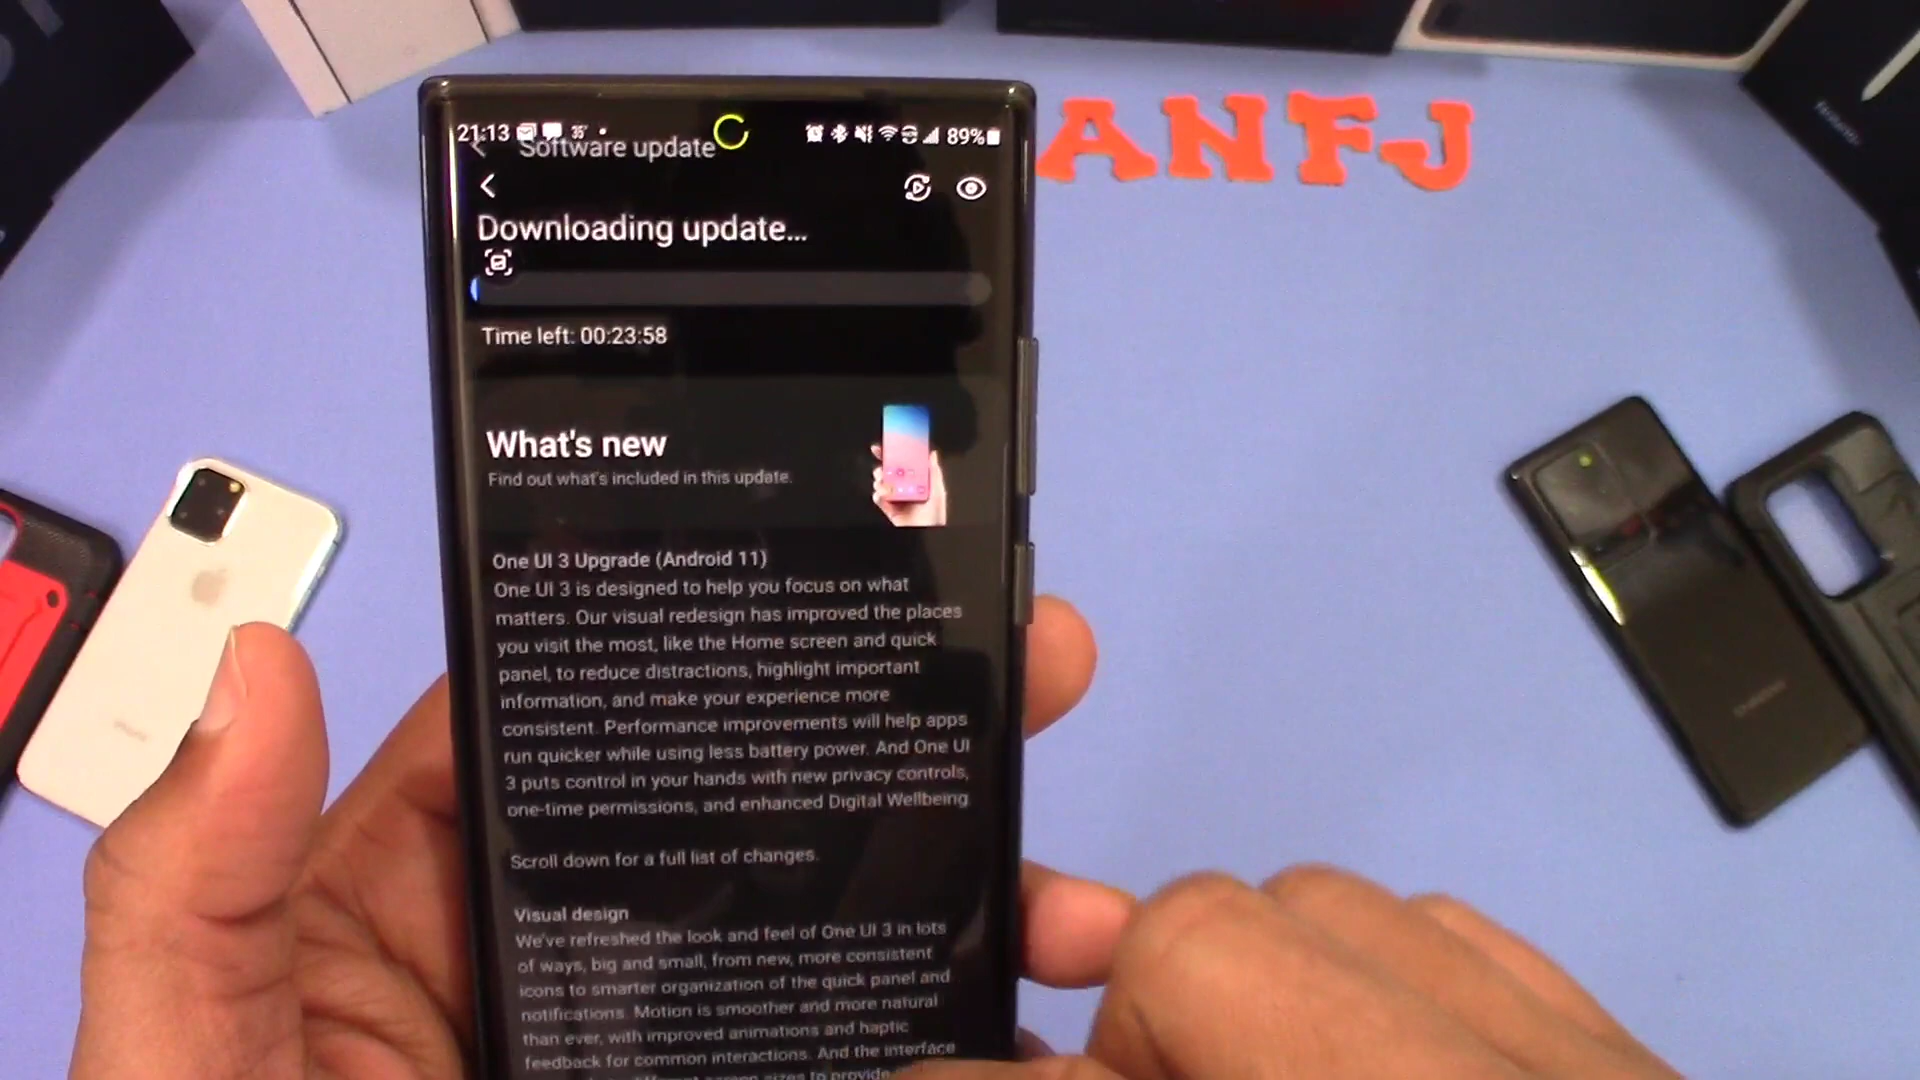 ANFJ
21:13
35°
89%
Software update
Downloading update...
Time left: 00:23:58
What's new
Find out what's included in this update.
One UI 3 Upgrade (Android 11)
One UI 3 is designed to help you focus on what
matters. Our visual redesign has improved the places
you visit the most, like the Home screen and quick
panel, to reduce distractions, highlight important
information, and make your experience more
consistent. Performance improvements will help apps
run quicker while using less battery power. And One UI
3 puts control in your hands with new privacy controls,
one-time permissions, and enhanced Digital Wellbeing
Scroll down for a full list of changes.
Visual design
We've refreshed the look and feel of One UI 3 in lots
of ways, big and small, from new, more consistent
icons to smarter organization of the quick panel and
notifications. Motion is smoother and more natural
than ever, with improved animations and haptic
feedback for common interactions. And the interface
screen sizes to provide